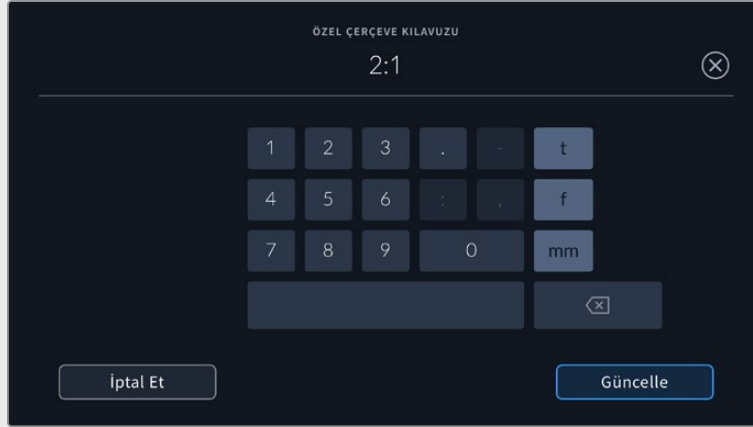 ÖZEL ÇERÇEVE KILAVUZU
2:1
1 2 3 . - t
4 5 6 : , f
7 8 9 0 mm
İptal Et Güncelle